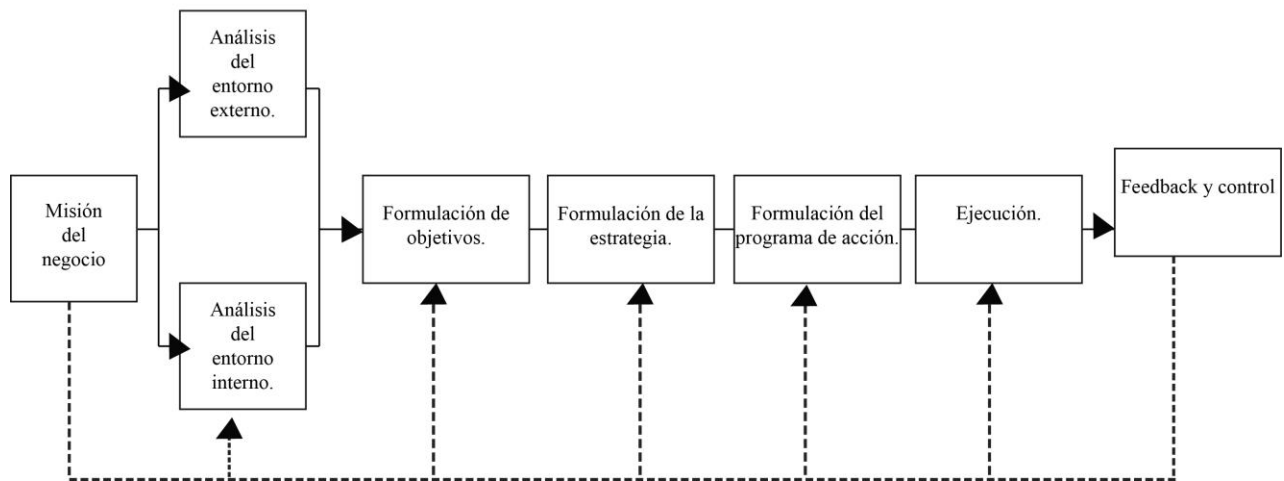 Análisis
del
entorno
externo.
Misión
del
negocio
Análisis
del
entorno
interno.
Formulación de
objetivos.
Formulación de la
estrategia.
Formulación del
programa de acción.
Ejecución.
Feedback y control